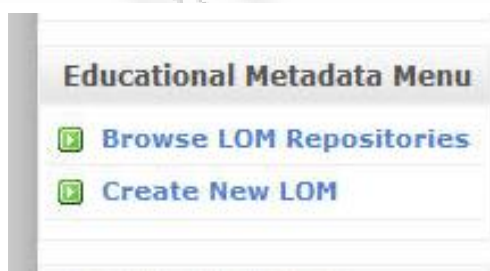 Educational Metadata Menu
Browse LOM Repositories
Create New LOM